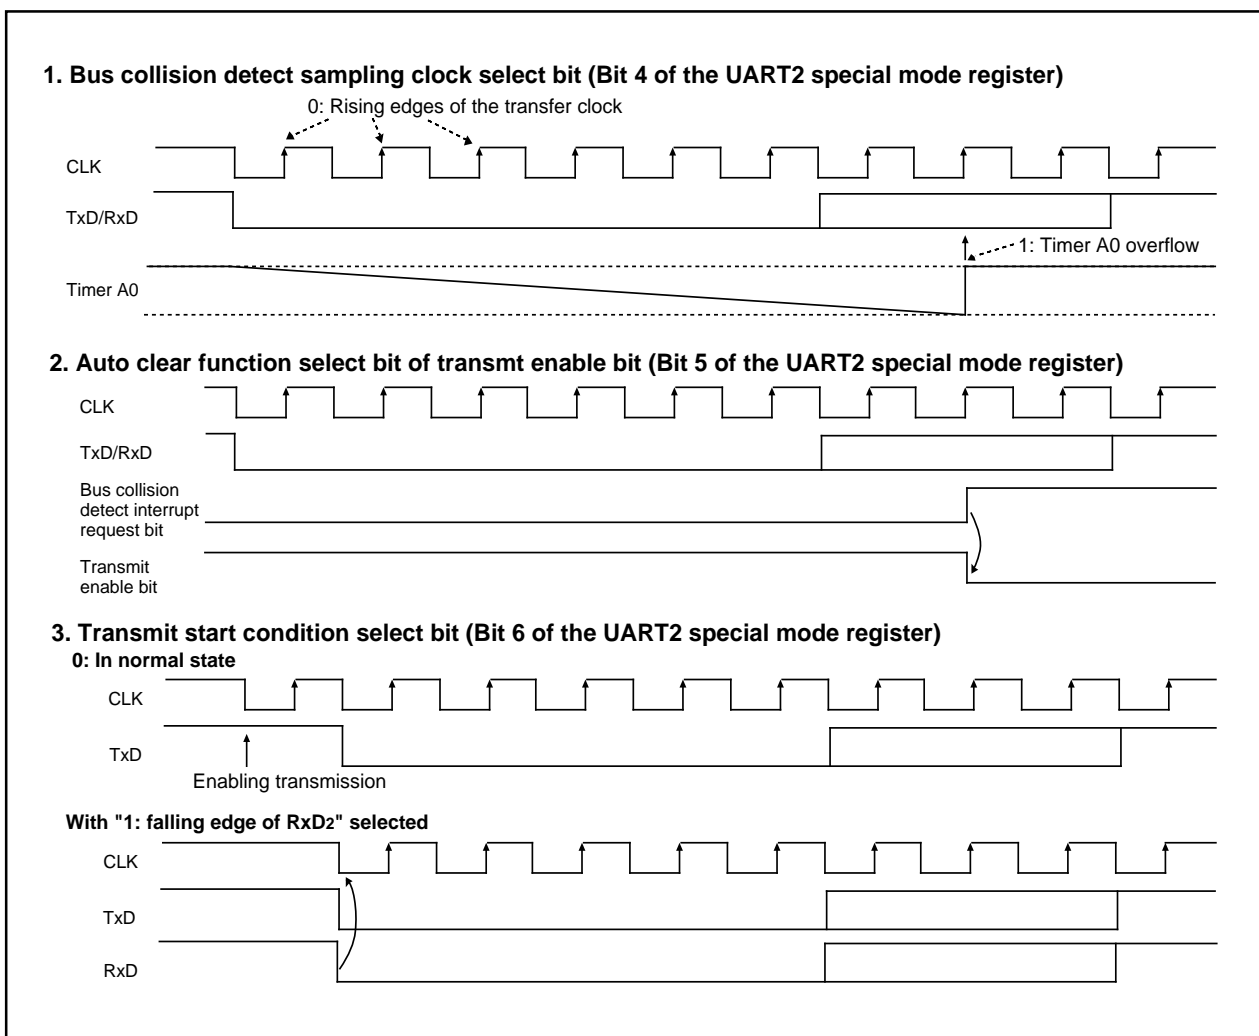 1. Bus collision detect sampling clock select bit (Bit 4 of the UART2 special mode register)
0: Rising edges of the transfer clock
CLK
TxD/RxD
1: Timer A0 overflow
Timer A0
2. Auto clear function select bit of transmt enable bit (Bit 5 of the UART2 special mode register)
CLK
TxD/RxD
Bus collision
detect interrupt
request bit
Transmit
enable bit
3. Transmit start condition select bit (Bit 6 of the UART2 special mode register)
0: In normal state
CLK
TxD
Enabling transmission
With "1: falling edge of RxD2" selected
CLK
TxD
RxD